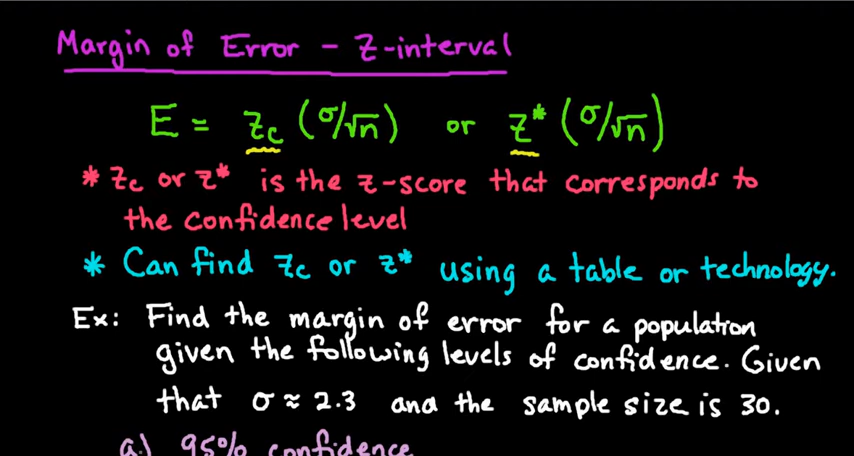 Margin of Error - Z-interval
E = zc (σ/√n) or z* (σ/√n)
* zc or z* is the z-score that corresponds to
the confidence level
* Can find zc or z* using a table or technology.
Ex: Find the margin of error for a population
given the following levels of confidence. Given
that σ ≈ 2.3 and the sample size is 30.
a.) 95% confidence